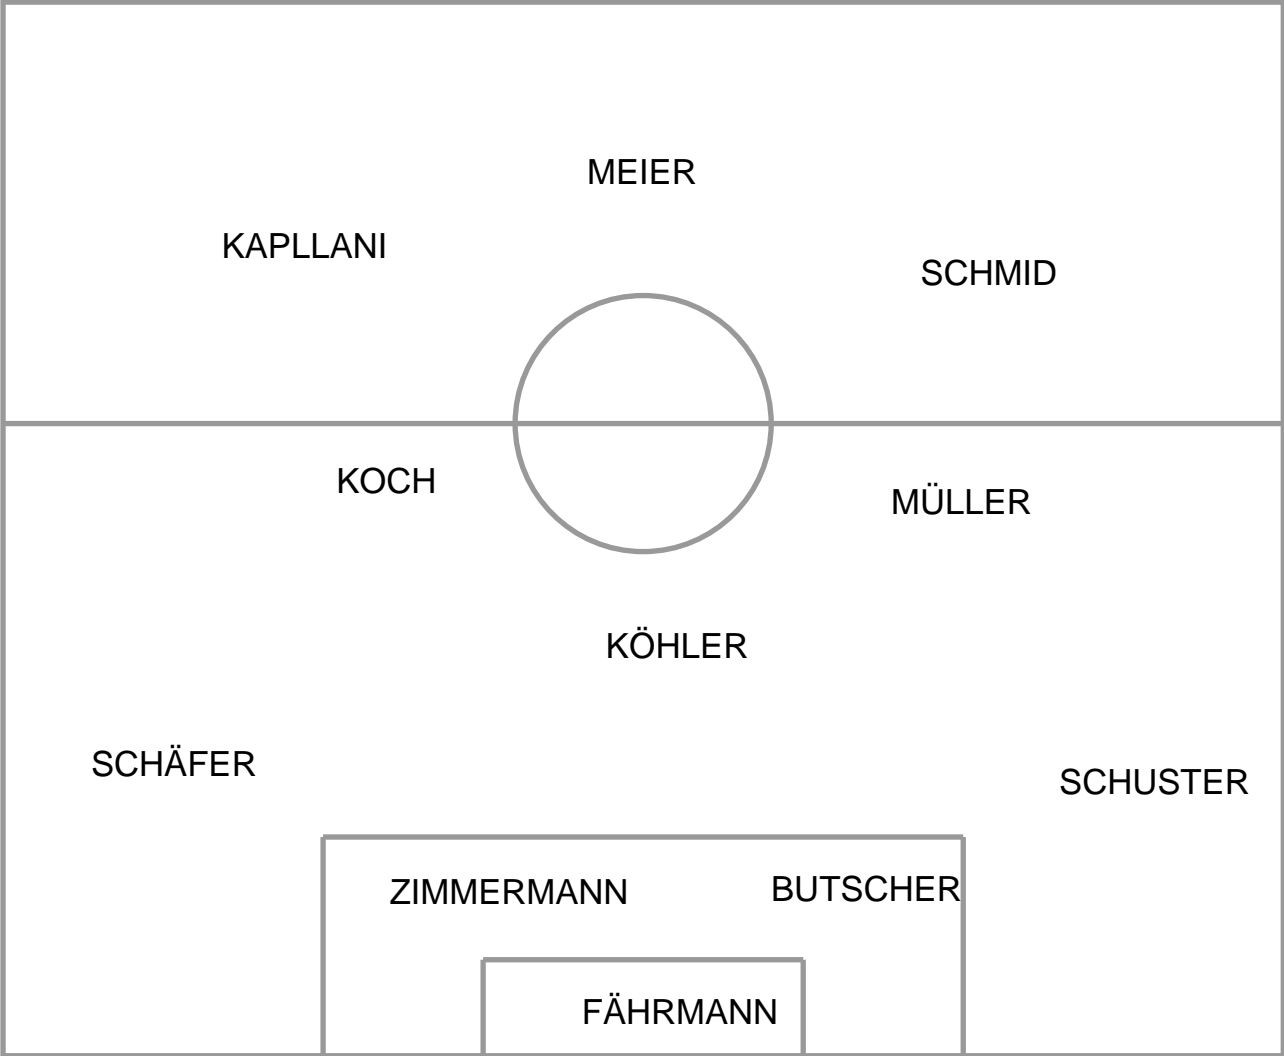 MEIER
KAPLLANI
SCHMID
KOCH
MÜLLER
KÖHLER
SCHÄFER
SCHUSTER
ZIMMERMANN
BUTSCHER
FÄHRMANN